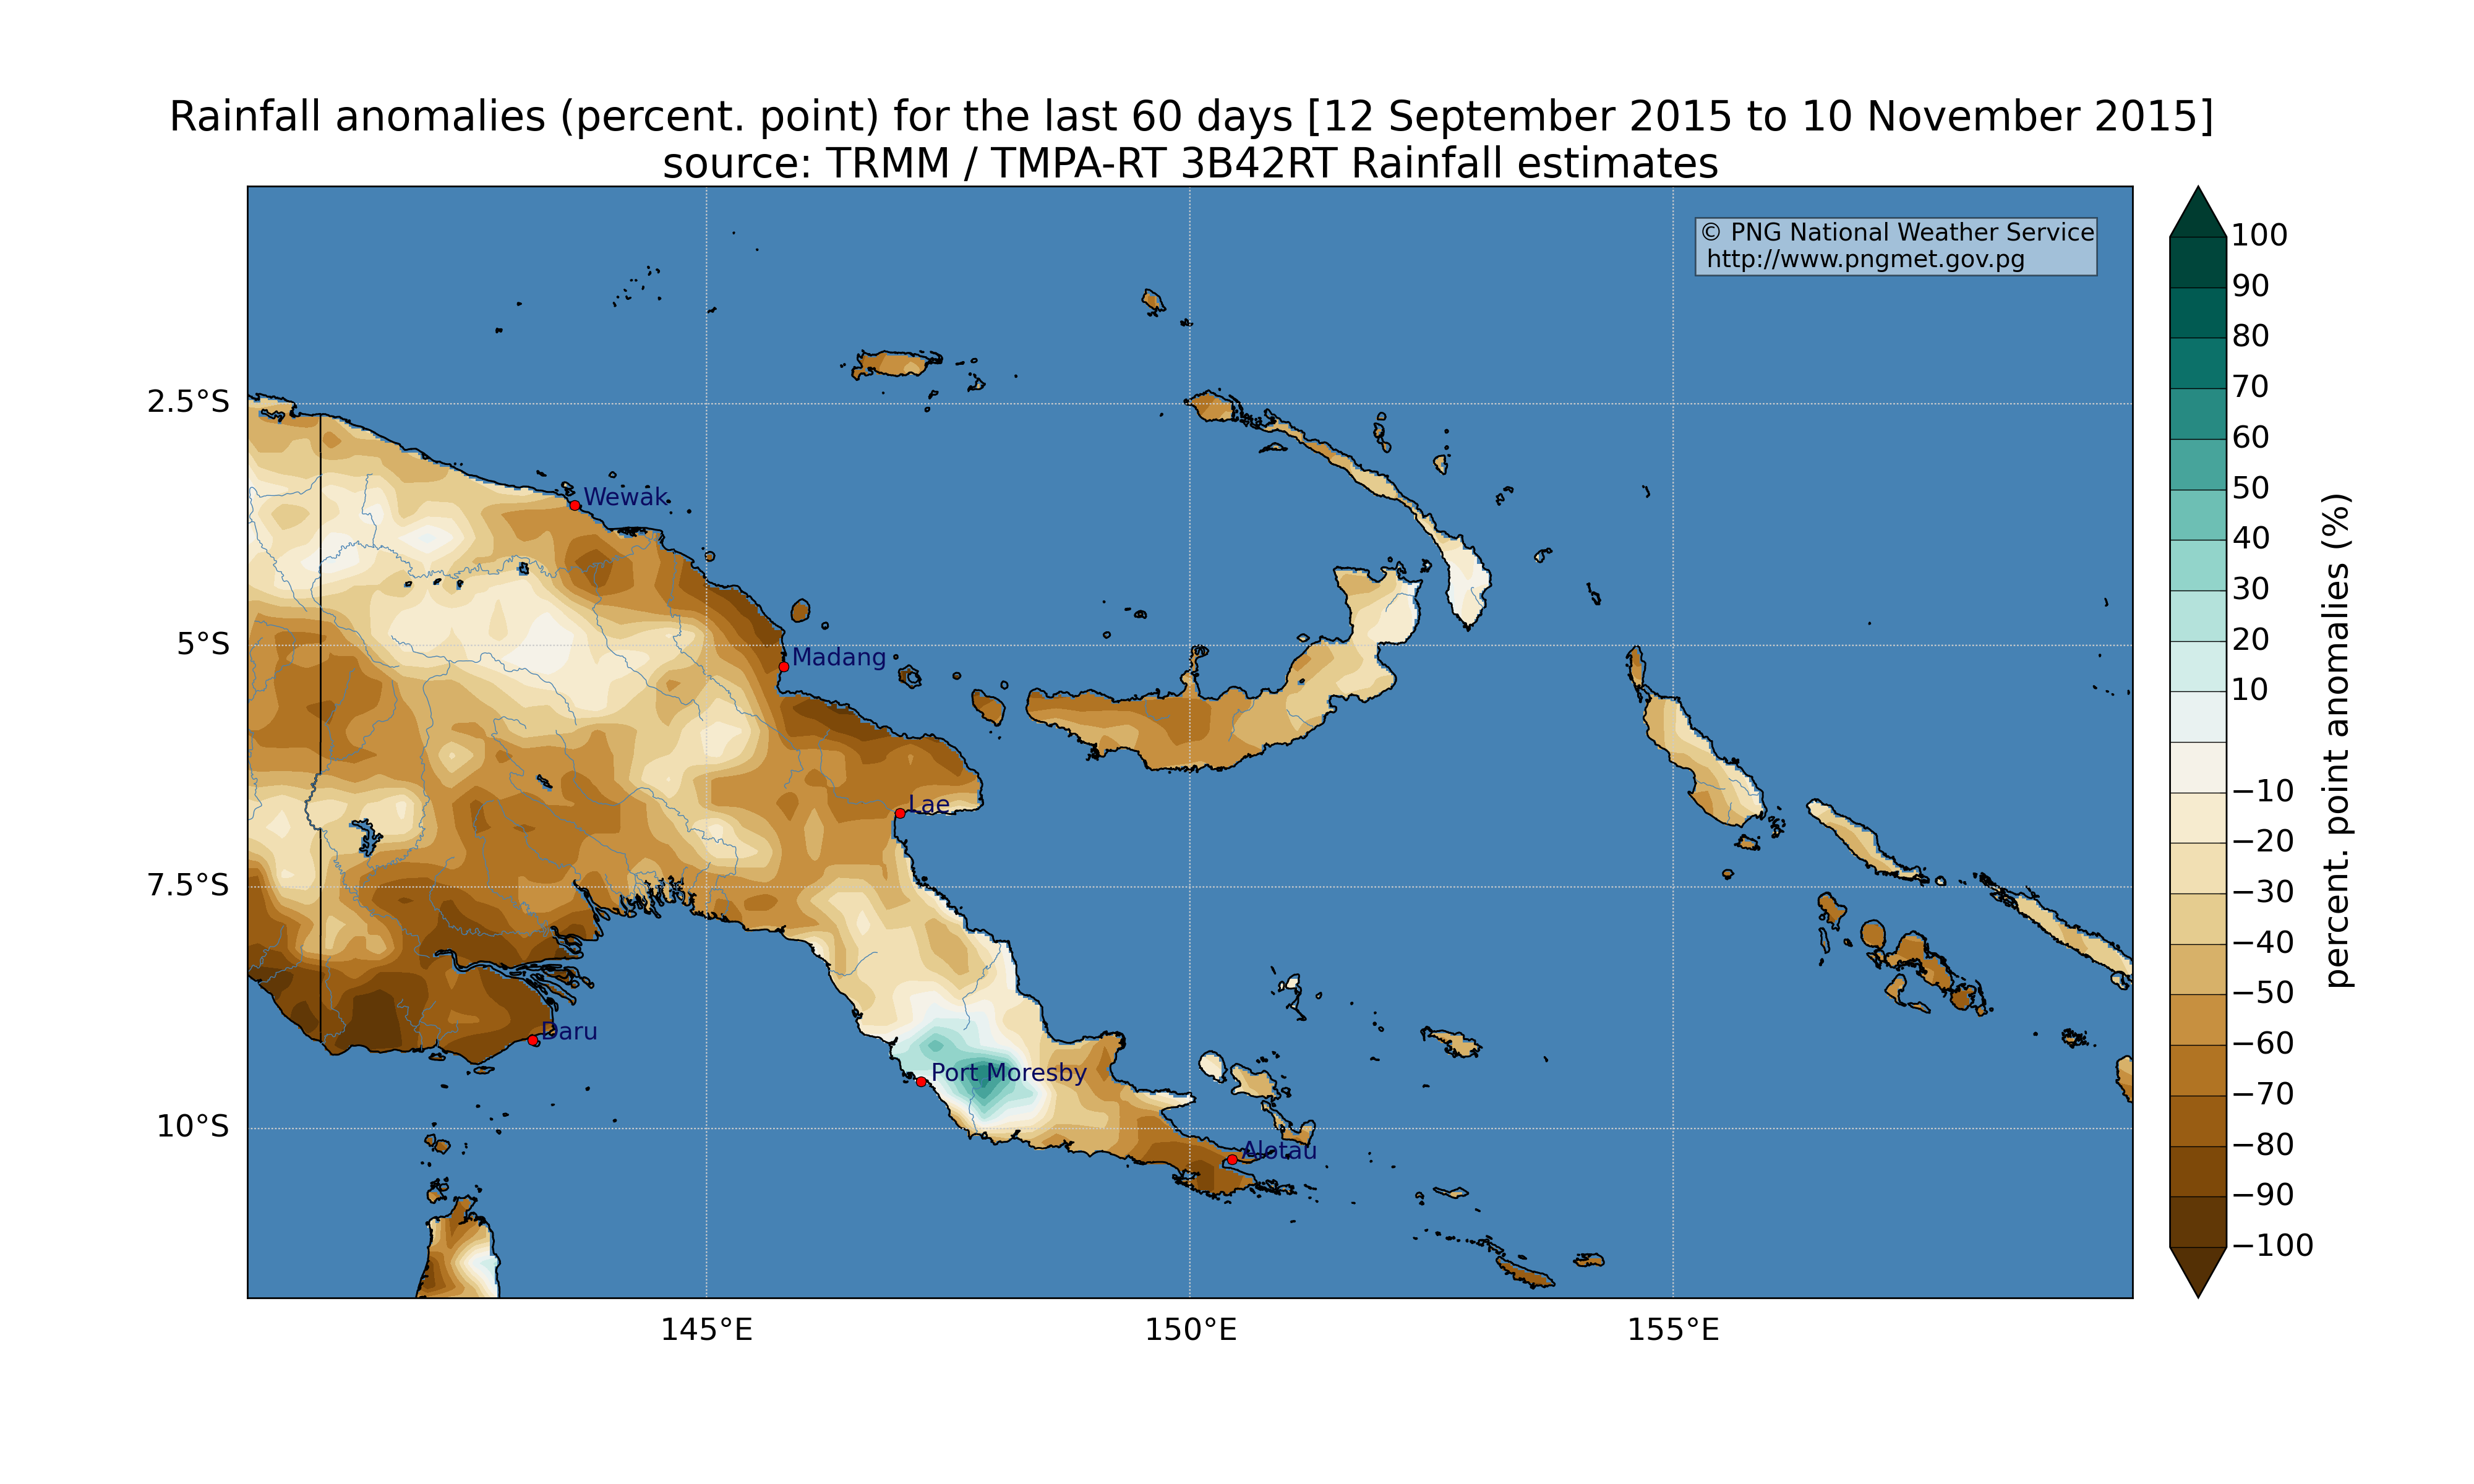 Rainfall anomalies (percent. point) for the last 60 days [12 September 2015 to 10 November 2015]
source: TRMM / TMPA-RT 3B42RT Rainfall estimates
© PNG National Weather Service
http://www.pngmet.gov.pg
2.5°S
5°S
7.5°S
10°S
145°E
150°E
155°E
Wewak
Madang
Lae
Daru
Port Moresby
Alotau
100
90
80
70
60
50
40
30
20
10
−10
−20
−30
−40
−50
−60
−70
−80
−90
−100
percent. point anomalies (%)